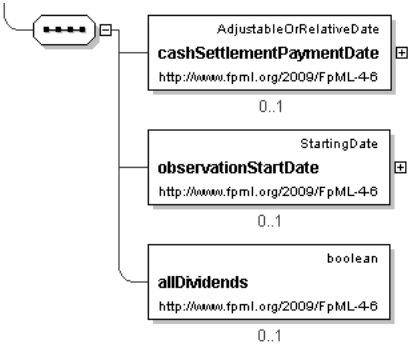 AdjustableOrRelativeDate
cashSettlementPaymentDate
http://www.fpml.org/2009/FpML-4-6
0..1
StartingDate
observationStartDate
http://www.fpml.org/2009/FpML-4-6
0..1
boolean
allDividends
http://www.fpml.org/2009/FpML-4-6
0..1